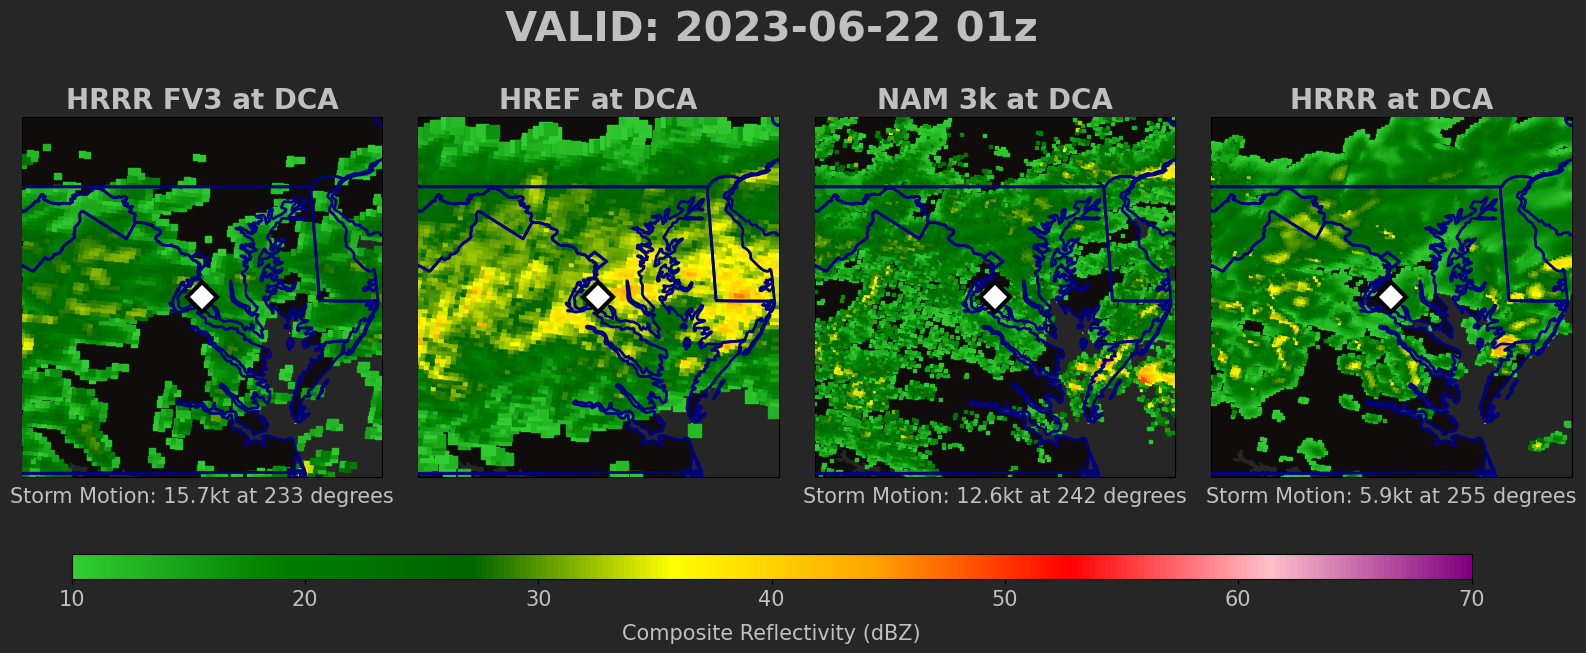 VALID: 2023-06-22 01z
HRRR FV3 at DCA
HREF at DCA
NAM 3k at DCA
HRRR at DCA
Storm Motion: 15.7kt at 233 degrees
Storm Motion: 12.6kt at 242 degrees
Storm Motion: 5.9kt at 255 degrees
10 20 30 40 50 60 70
Composite Reflectivity (dBZ)